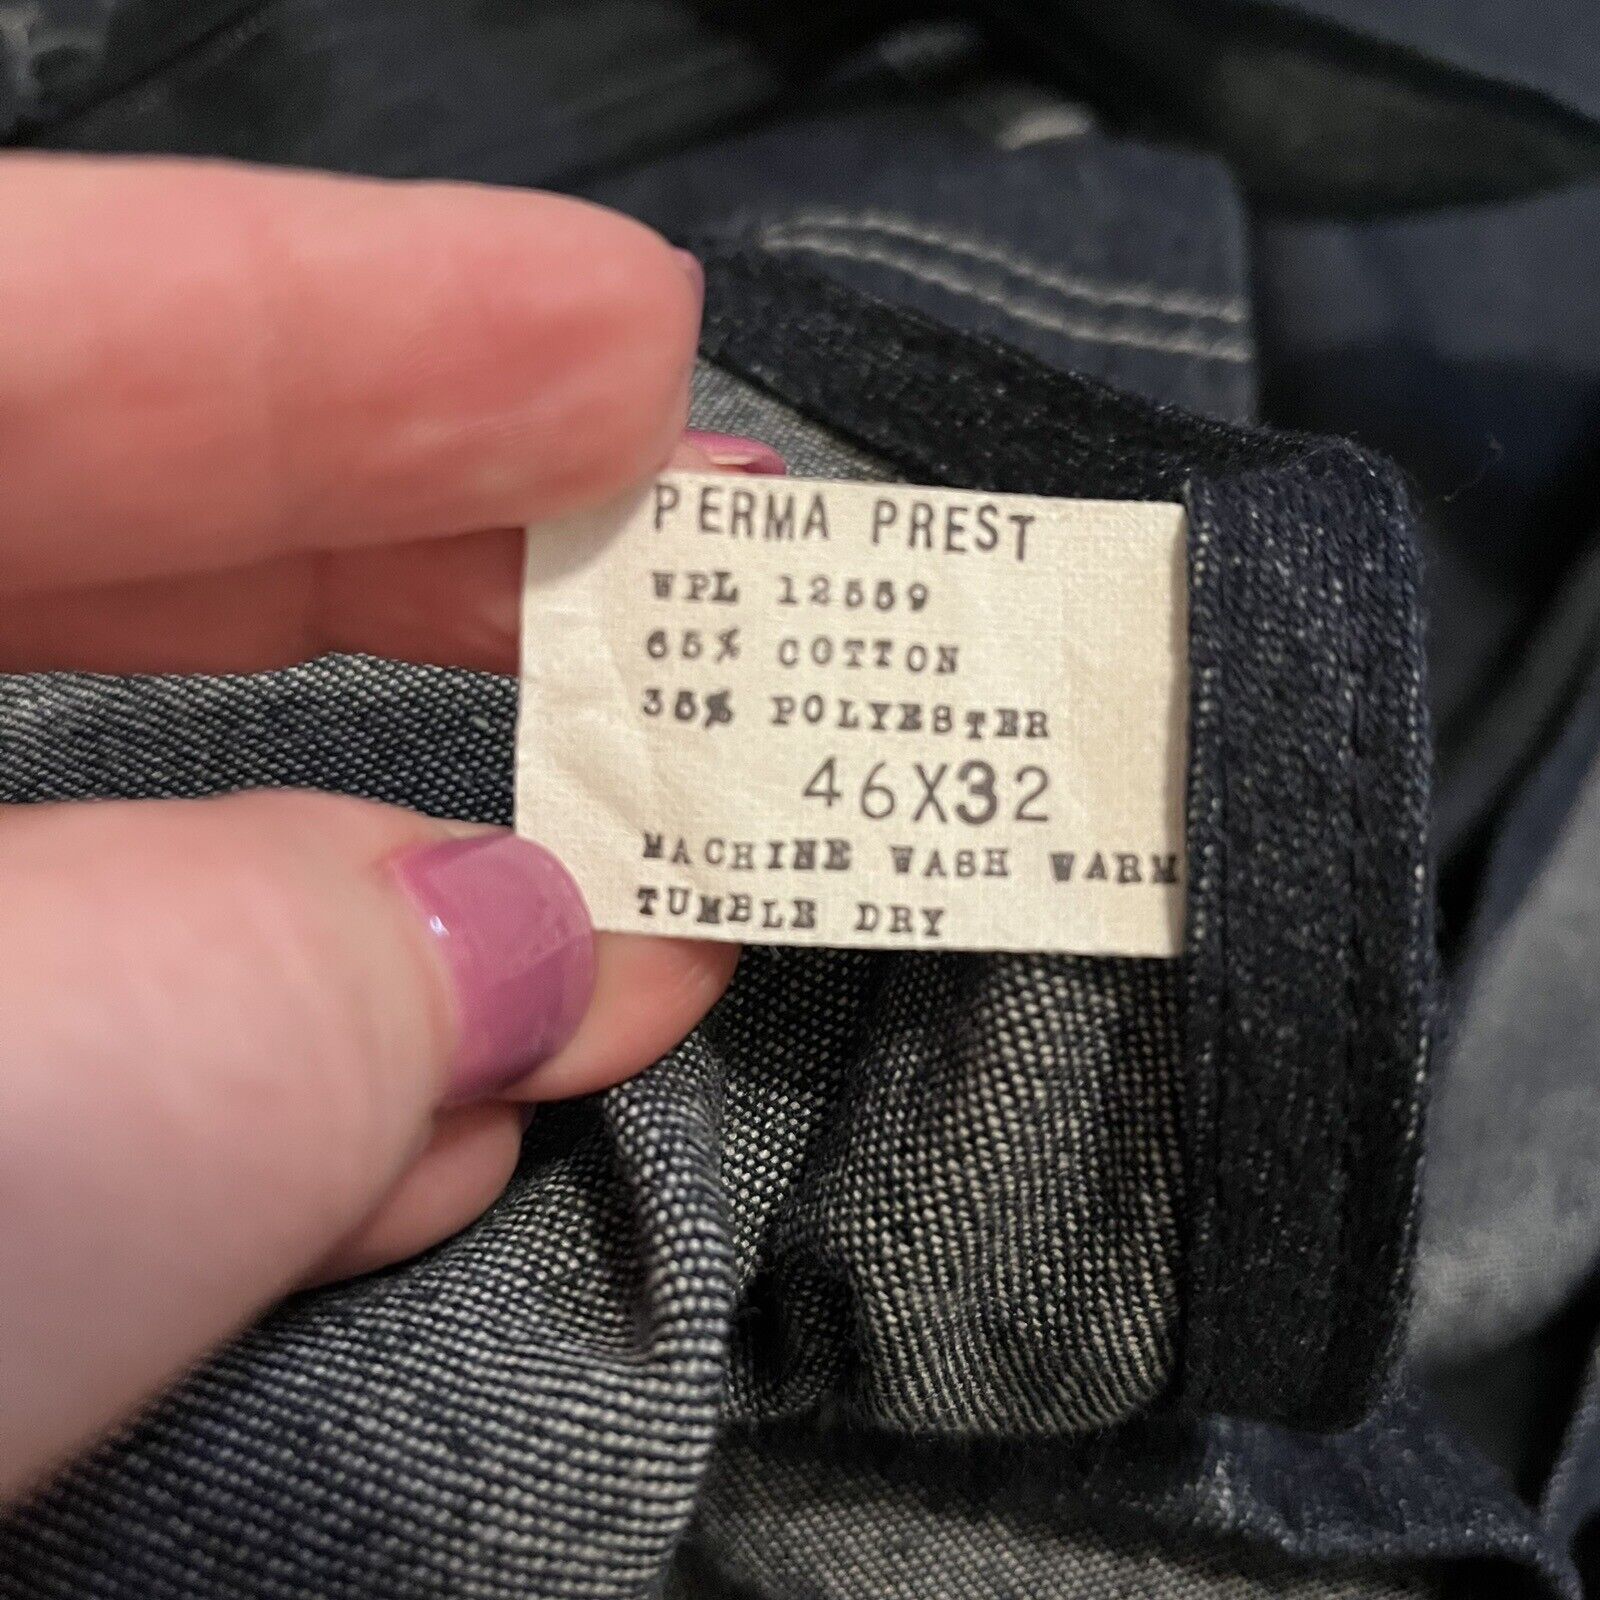 PERMA PREST
WPL 12559
65% COTTON
35% POLYESTER
46X32
MACHINE WASH WARM
TUMBLE DRY